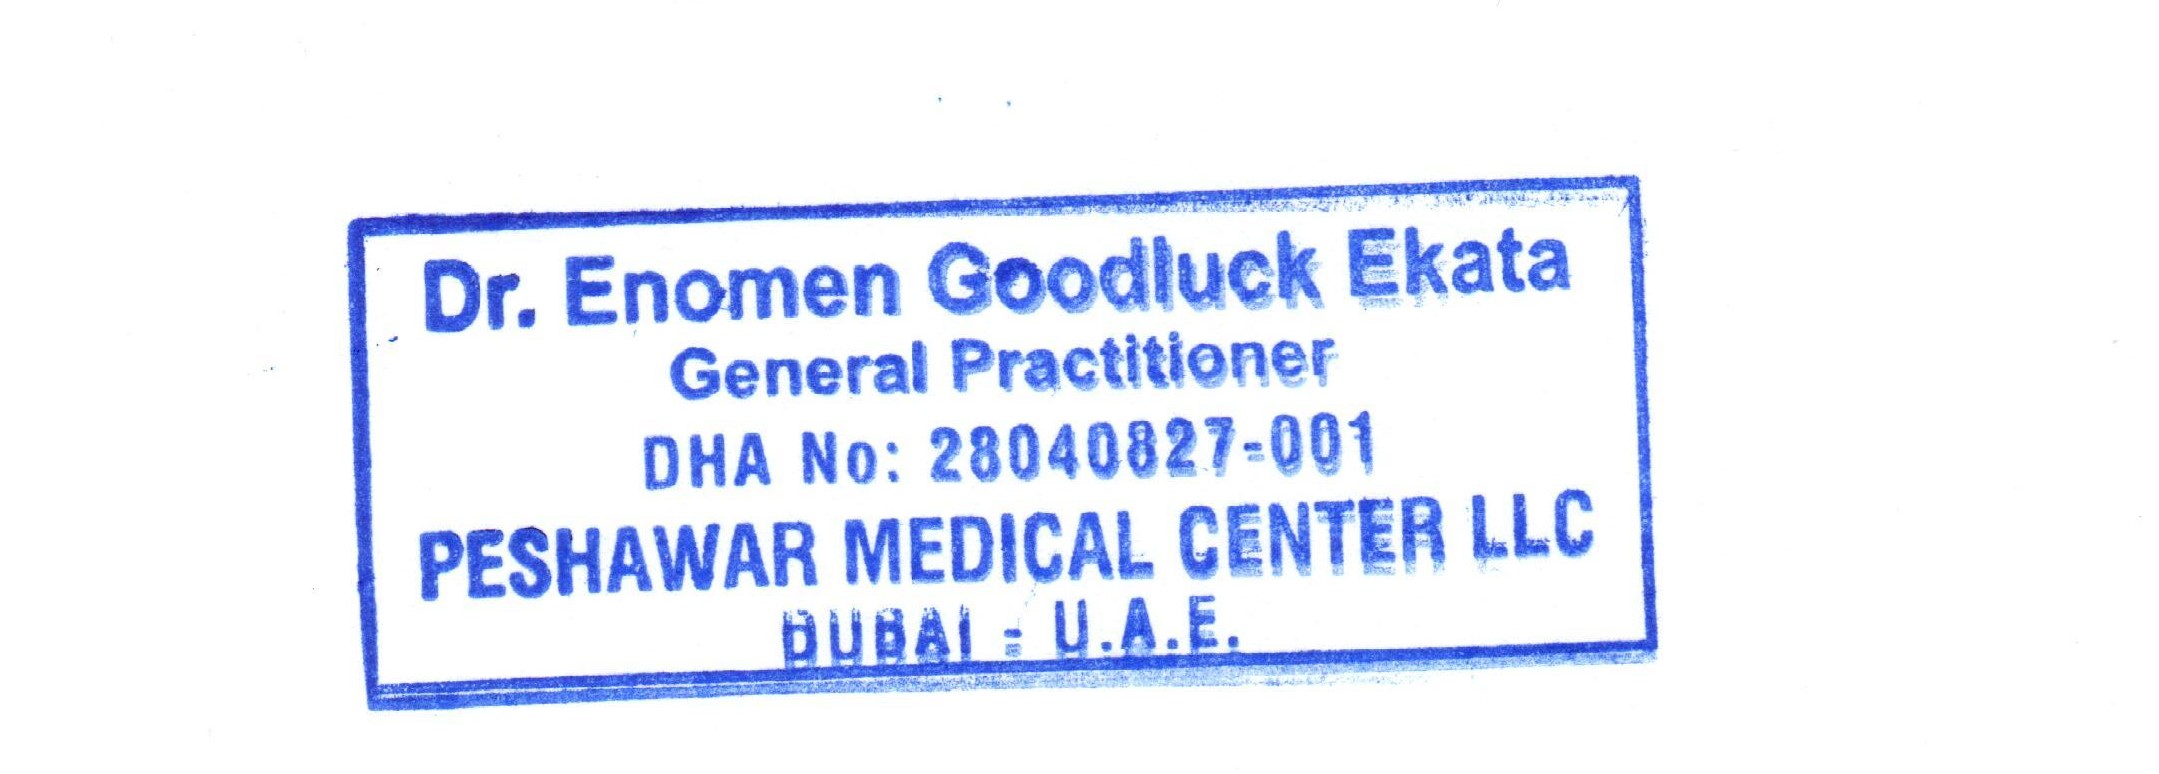 Dr. Enomen Goodluck Ekata
General Practitioner
DHA No: 28040827-001
PESHAWAR MEDICAL CENTER LLC
DUBAI - U.A.E.